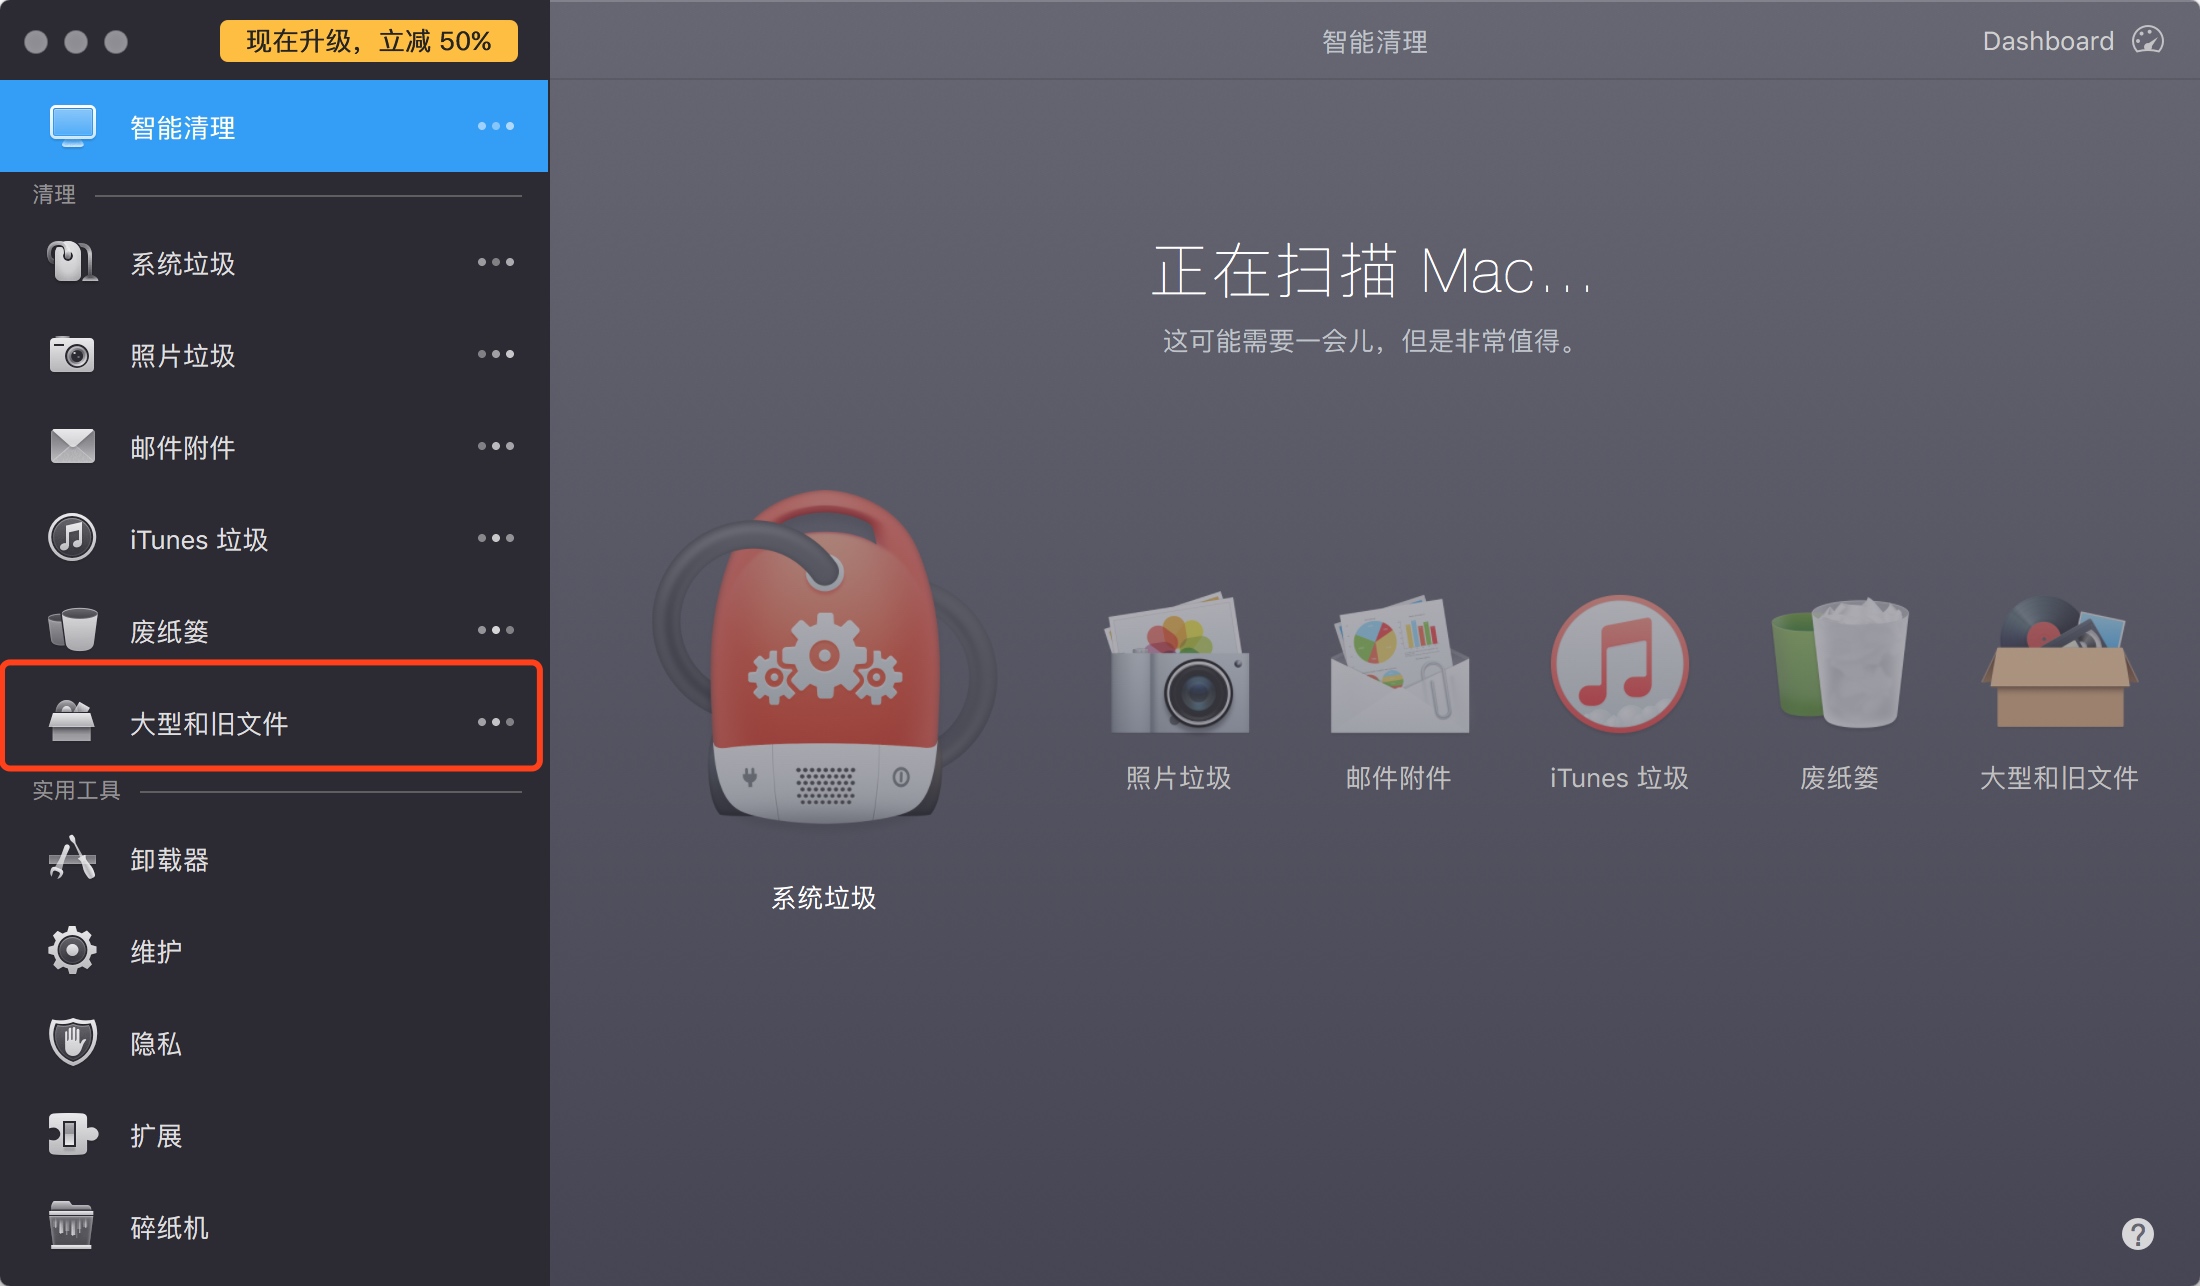 现在升级，立减 50%
智能清理
清理
系统垃圾
照片垃圾
邮件附件
iTunes 垃圾
废纸篓
大型和旧文件
实用工具
卸载器
维护
隐私
扩展
碎纸机
智能清理
Dashboard
正在扫描 Mac...
这可能需要一会儿，但是非常值得。
系统垃圾
照片垃圾
邮件附件
iTunes 垃圾
废纸篓
大型和旧文件
?